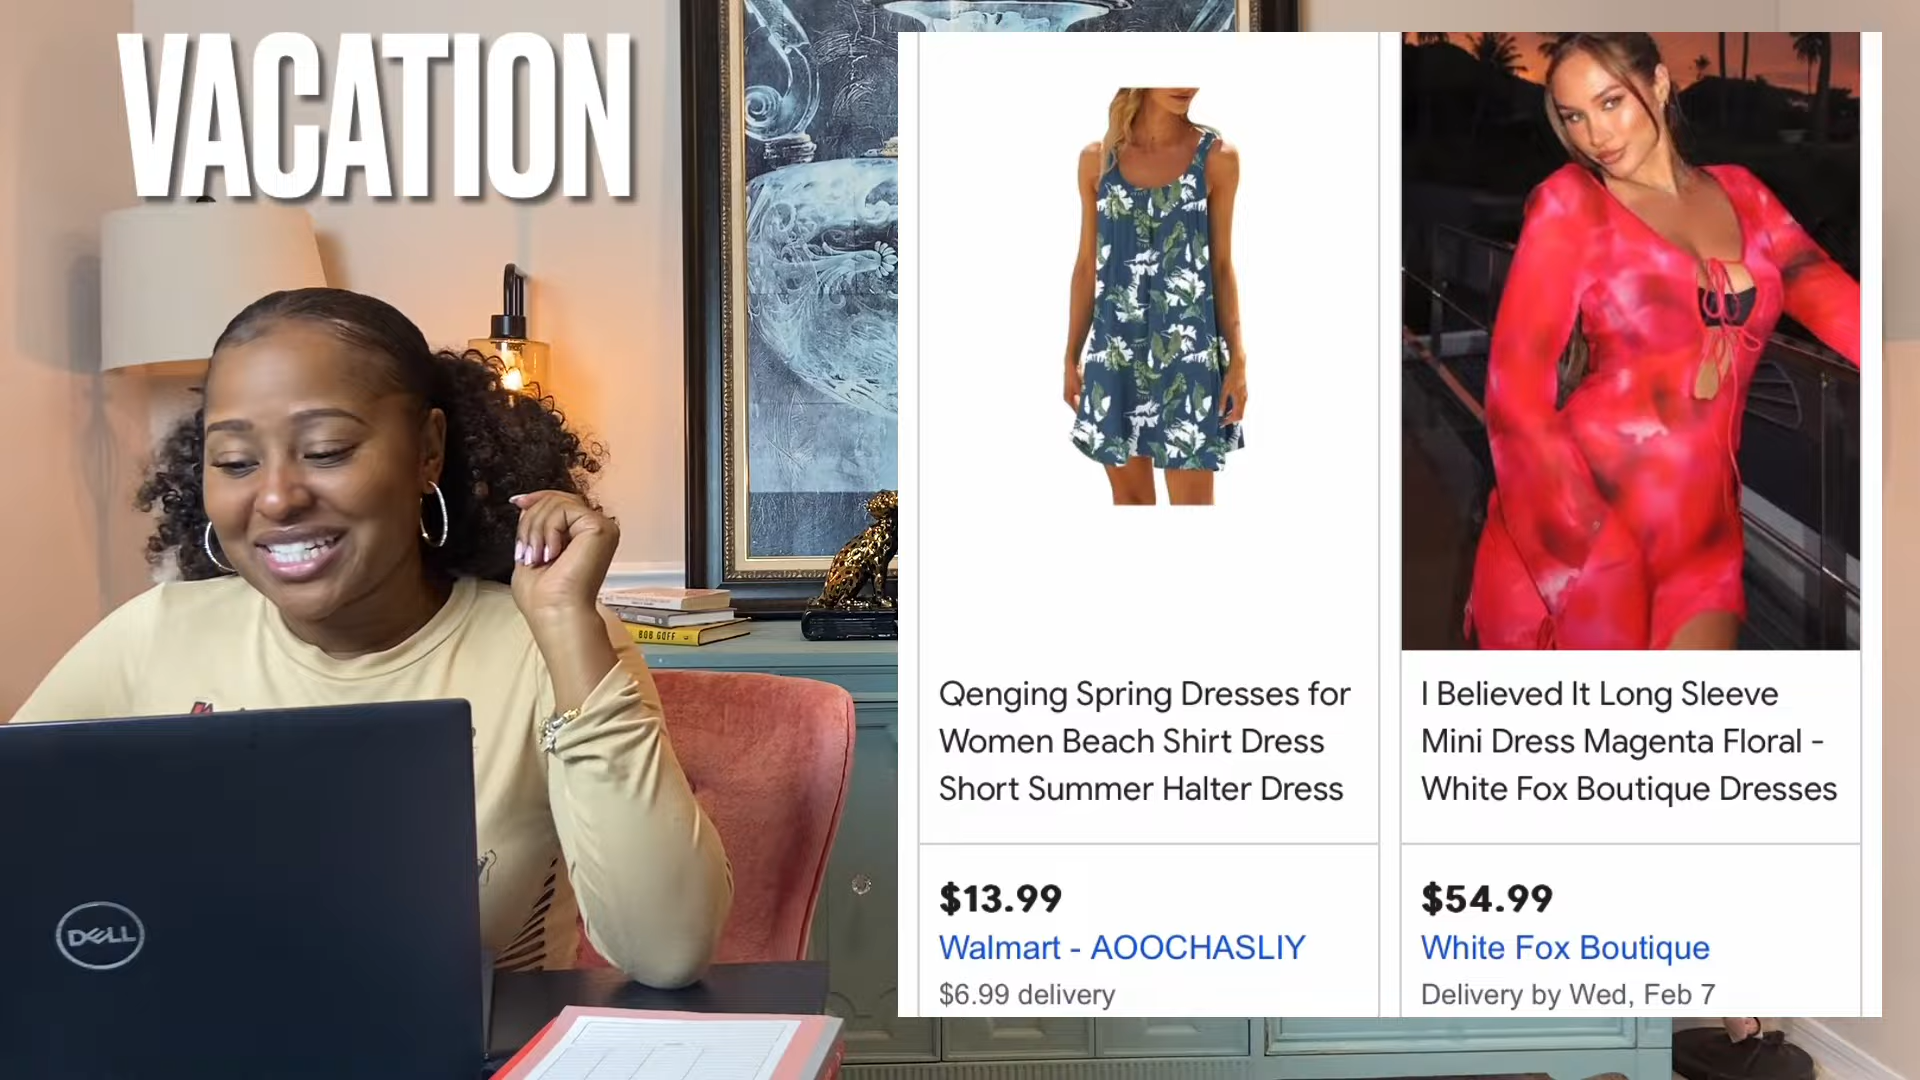 VACATION
BOB GOFF
DELL
Qenging Spring Dresses for
Women Beach Shirt Dress
Short Summer Halter Dress
$13.99
Walmart - AOOCHASLIY
$6.99 delivery
I Believed It Long Sleeve
Mini Dress Magenta Floral -
White Fox Boutique Dresses
$54.99
White Fox Boutique
Delivery by Wed, Feb 7